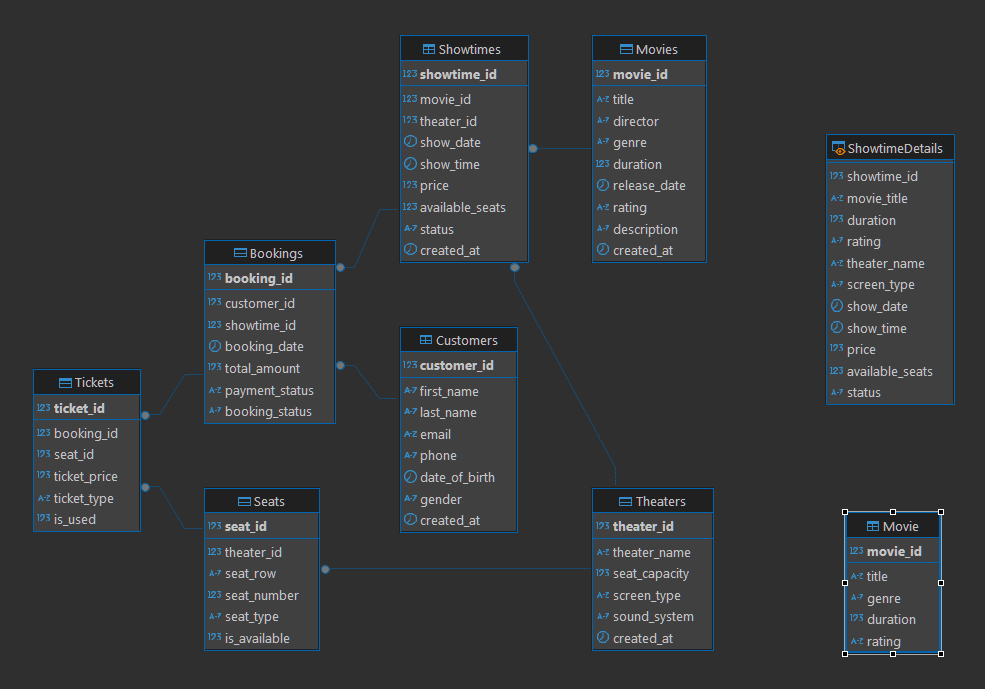 Showtimes
123 showtime_id
123 movie_id
123 theater_id
show_date
show_time
123 price
123 available_seats
A-Z status
created_at
Movies
123 movie_id
A-Z title
A-Z director
A-Z genre
123 duration
release_date
A-Z rating
A-Z description
created_at
ShowtimeDetails
123 showtime_id
A-Z movie_title
123 duration
A-Z rating
A-Z theater_name
A-Z screen_type
show_date
show_time
123 price
123 available_seats
A-Z status
Bookings
123 booking_id
123 customer_id
123 showtime_id
booking_date
123 total_amount
A-Z payment_status
A-Z booking_status
Customers
123 customer_id
A-Z first_name
A-Z last_name
A-Z email
A-Z phone
date_of_birth
A-Z gender
created_at
Tickets
123 ticket_id
123 booking_id
123 seat_id
123 ticket_price
A-Z ticket_type
123 is_used
Seats
123 seat_id
123 theater_id
A-Z seat_row
123 seat_number
A-Z seat_type
123 is_available
Theaters
123 theater_id
A-Z theater_name
123 seat_capacity
A-Z screen_type
A-Z sound_system
created_at
Movie
123 movie_id
A-Z title
A-Z genre
123 duration
A-Z rating